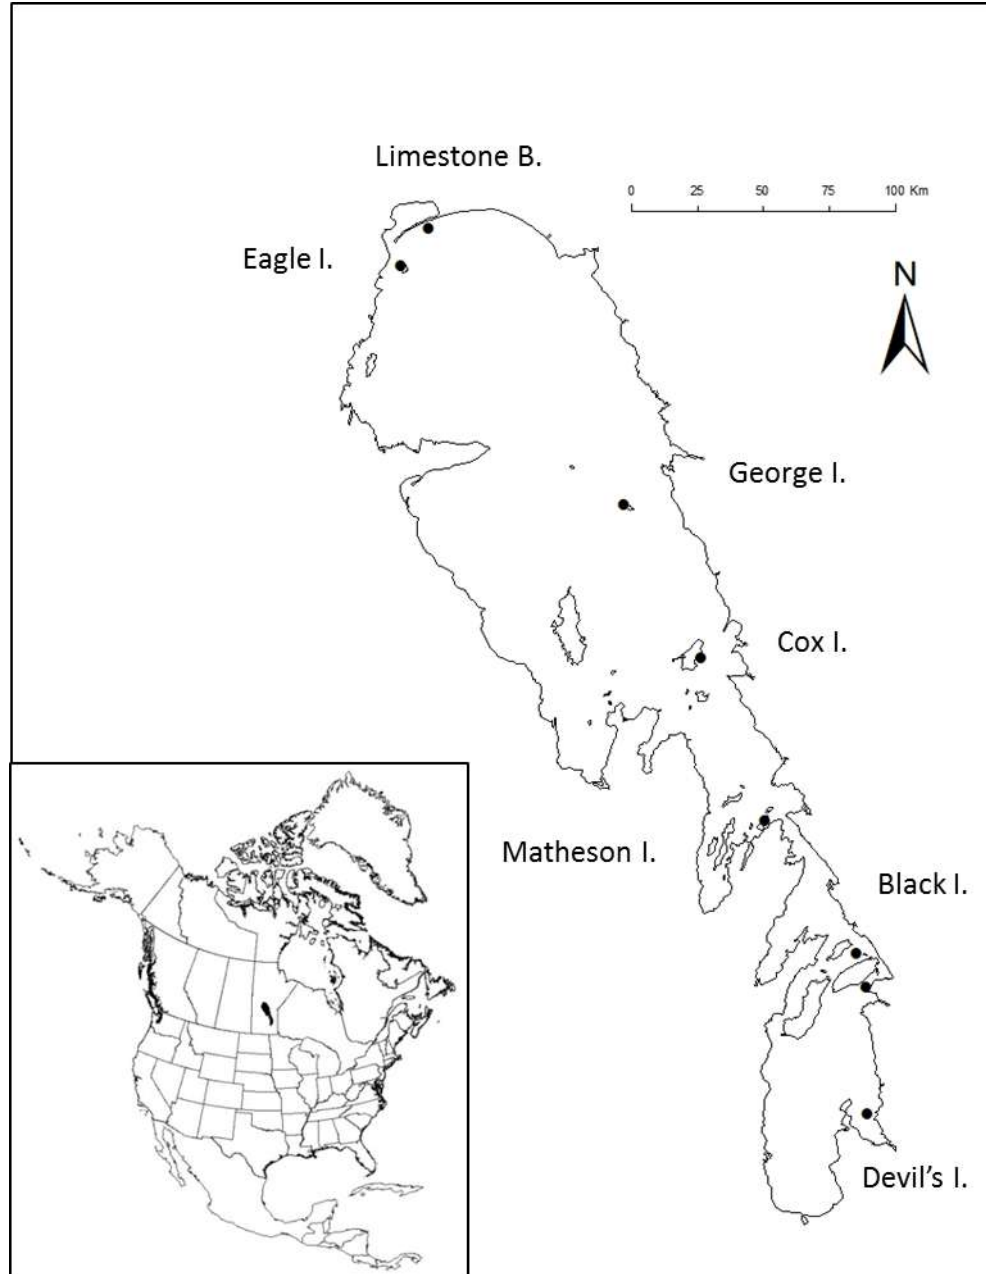 Limestone B.
0 25 50 75 100 Km
Eagle I.
N
George I.
Cox I.
Matheson I.
Black I.
Devil's I.